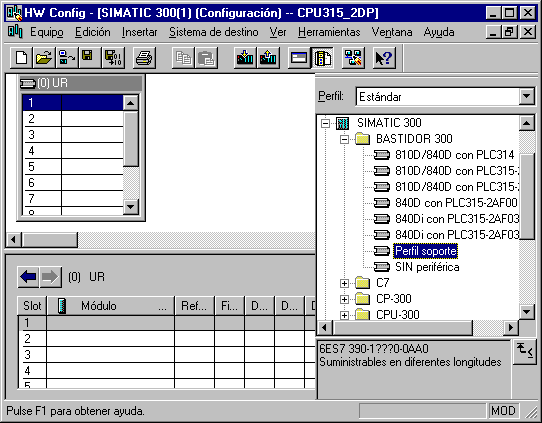 HW Config - [SIMATIC 300(1) (Configuración) -- CPU315_2DP]
Equipo Edición Insertar Sistema de destino Ver Herramientas Ventana Ayuda
(0) UR
1
2
3
4
5
6
7
8
Perfil: Estándar
SIMATIC 300
BASTIDOR 300
810D/840D con PLC314
810D/840D con PLC315-2
810D/840D con PLC315-2
840D con PLC315-2AF00
840Di con PLC315-2AF03
840Di con PLC315-2AF03
Perfil soporte
SIN periférica
C7
CP-300
CPU-300
(0) UR
Slot Módulo ... Ref... Fi... D... D... D
1
2
3
4
5
6ES7 390-1???0-0AA0
Suministrables en diferentes longitudes
Pulse F1 para obtener ayuda.
MOD